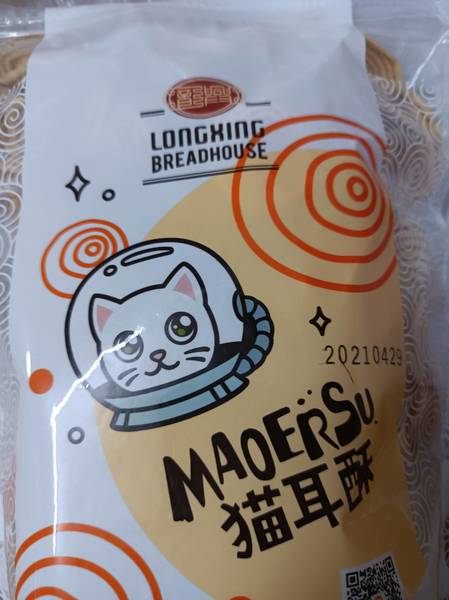 LONGXING
BREADHOUSE
20210429
MAOERSU
猫耳酥